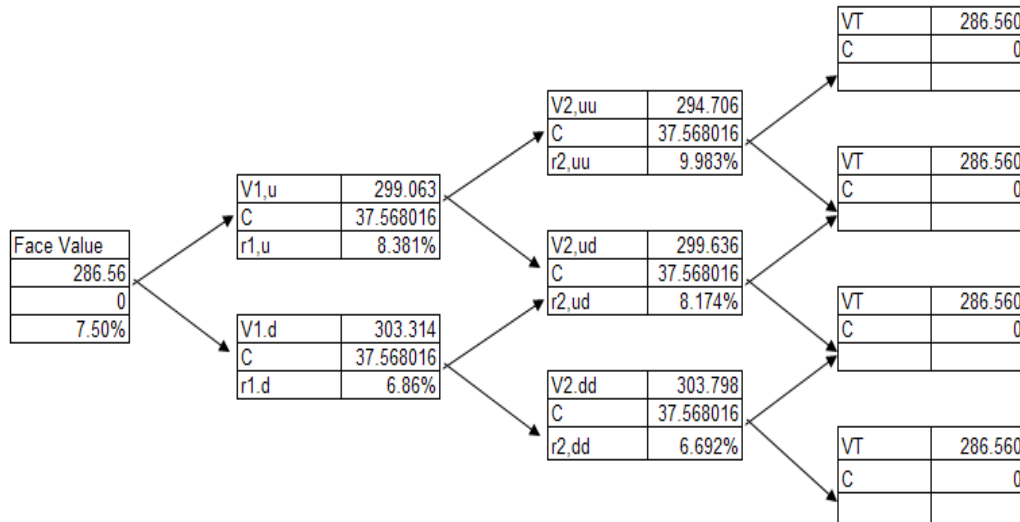 Face Value
286.56
0
7.50%
V1,u 299.063
C 37.568016
r1,u 8.381%
V1.d 303.314
C 37.568016
r1.d 6.86%
V2,uu 294.706
C 37.568016
r2,uu 9.983%
V2,ud 299.636
C 37.568016
r2,ud 8.174%
V2.dd 303.798
C 37.568016
r2,dd 6.692%
VT 286.560
C 0
VT 286.560
C 0
VT 286.560
C 0
VT 286.560
C 0